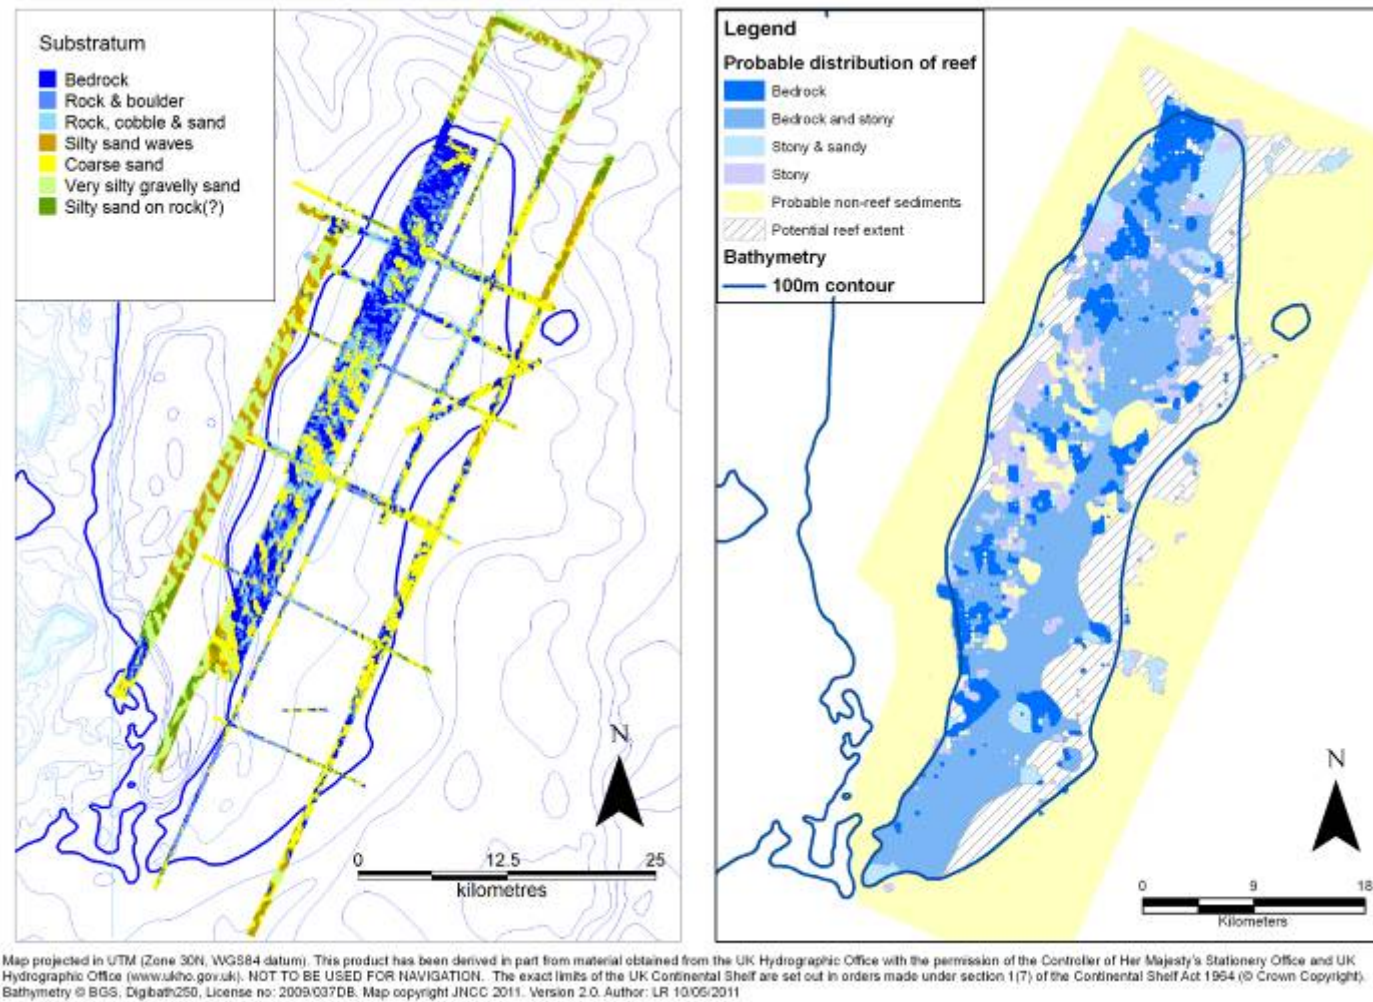 Substratum
Bedrock
Rock & boulder
Rock, cobble & sand
Silty sand waves
Coarse sand
Very silty gravelly sand
Silty sand on rock(?)
N
0 12.5 25
kilometres
Legend
Probable distribution of reef
Bedrock
Bedrock and stony
Stony & sandy
Stony
Probable non-reef sediments
Potential reef extent
Bathymetry
100m contour
N
0 9 18
Kilometers
Map projected in UTM (Zone 30N, WGS84 datum). This product has been derived in part from material obtained from the UK Hydrographic Office with the permission of the Controller of Her Majesty's Stationery Office and UK
Hydrographic Office (www.ukho.gov.uk). NOT TO BE USED FOR NAVIGATION. The exact limits of the UK Continental Shelf are set out in orders made under section 1(7) of the Continental Shelf Act 1964 (© Crown Copyright).
Bathymetry © BGS, Digibath250, License no: 2009/037DB. Map copyright JNCC 2011. Version 2.0. Author: LR 10/05/2011